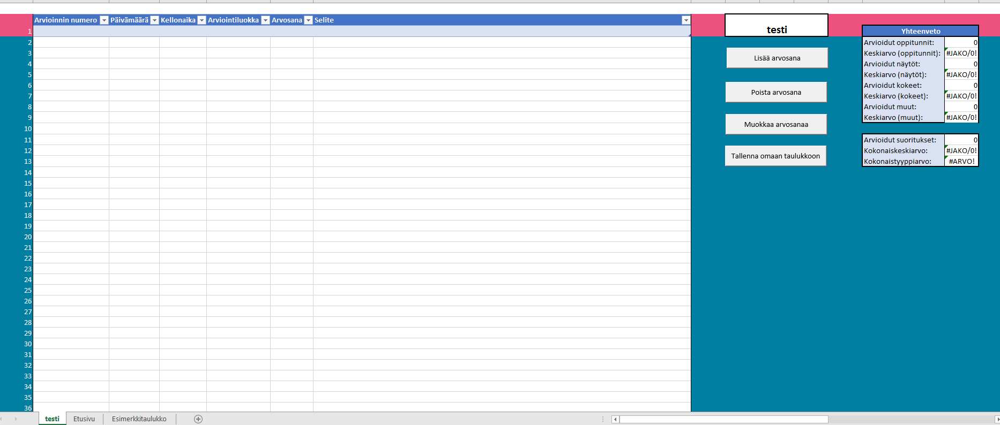 Arvioinnin numero Päivämäärä Kellonaika Arviointiluokka Arvosana Selite
1
2
3
4
5
6
7
8
9
10
11
12
13
14
15
16
17
18
19
20
21
22
23
24
25
26
27
28
29
30
31
32
33
34
35
36
testi
Lisää arvosana
Poista arvosana
Muokkaa arvosanaa
Tallenna omaan taulukkoon
Yhteenveto
Arvioidut oppitunnit: 0
Keskiarvo (oppitunnit): #JAKO/0!
Arvioidut näytöt: 0
Keskiarvo (näytöt): #JAKO/0!
Arvioidut kokeet: 0
Keskiarvo (kokeet): #JAKO/0!
Arvioidut muut: 0
Keskiarvo (muut): #JAKO/0!
Arvioidut suoritukset: 0
Kokonaiskeskiarvo: #JAKO/0!
Kokonaistyyppiarvo: #ARVO!
testi Etusivu Esimerkkitaulukko